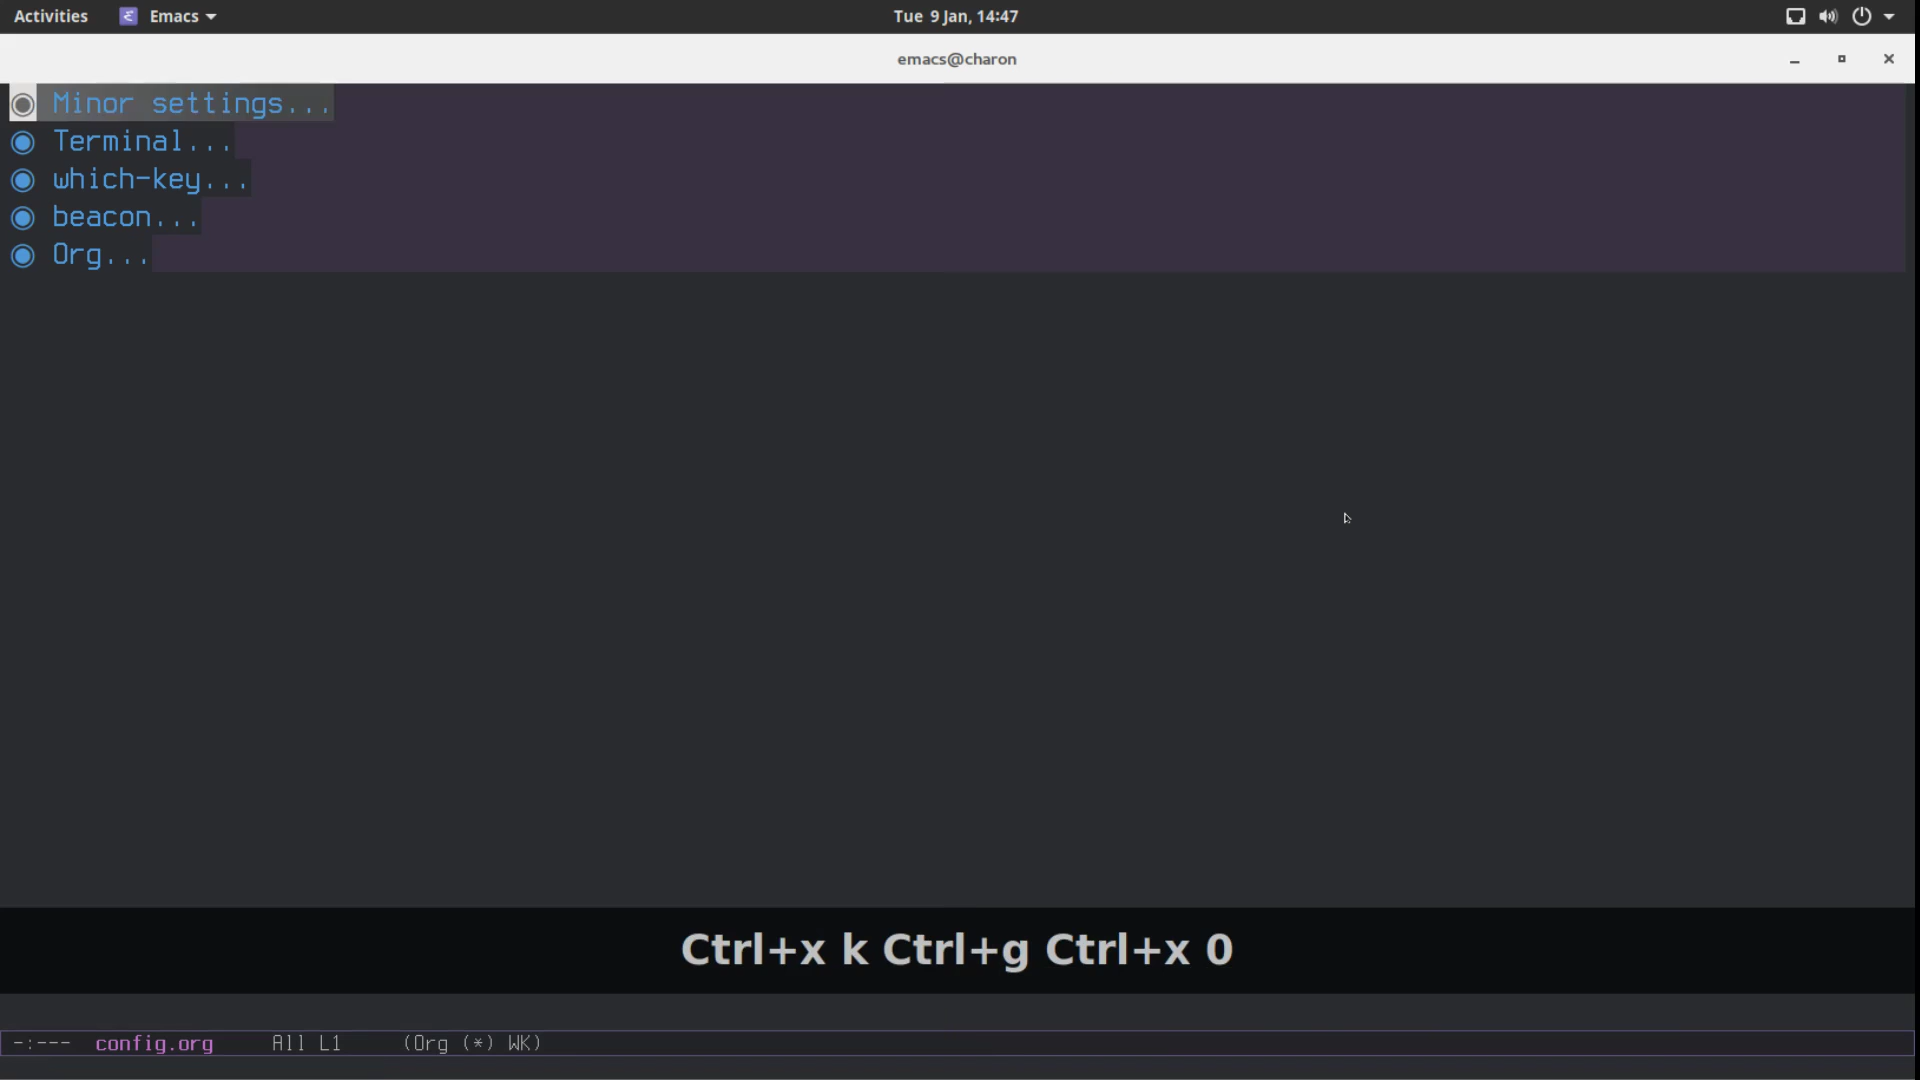 Activities Emacs Tue 9 Jan, 14:47
emacs@charon
Minor settings...
Terminal...
which-key...
beacon...
Org...
Ctrl+x k Ctrl+g Ctrl+x 0
-:--- config.org All L1 (Org (*) WK)